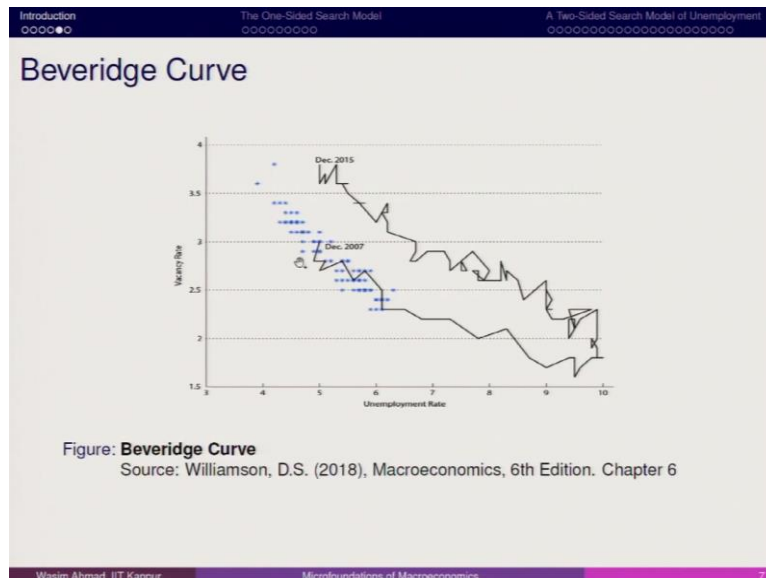 Introduction
The One-Sided Search Model
A Two-Sided Search Model of Unemployment
Beveridge Curve
4
3.5
3
2.5
2
1.5
Vacancy Rate
Dec. 2015
Dec. 2007
3 4 5 6 7 8 9 10
Unemployment Rate
Figure: Beveridge Curve
Source: Williamson, D.S. (2018), Macroeconomics, 6th Edition. Chapter 6
Wasim Ahmad, IIT Kanpur
Microfoundations of Macroeconomics
7